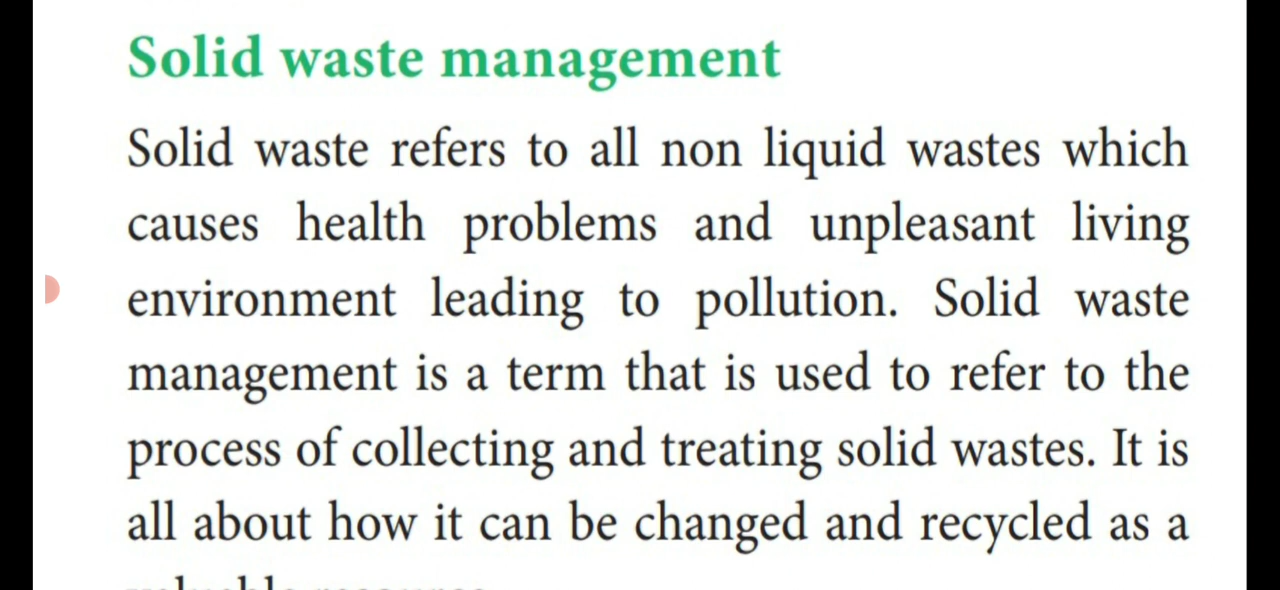 Solid waste management
Solid waste refers to all non liquid wastes which
causes health problems and unpleasant living
environment leading to pollution. Solid waste
management is a term that is used to refer to the
process of collecting and treating solid wastes. It is
all about how it can be changed and recycled as a